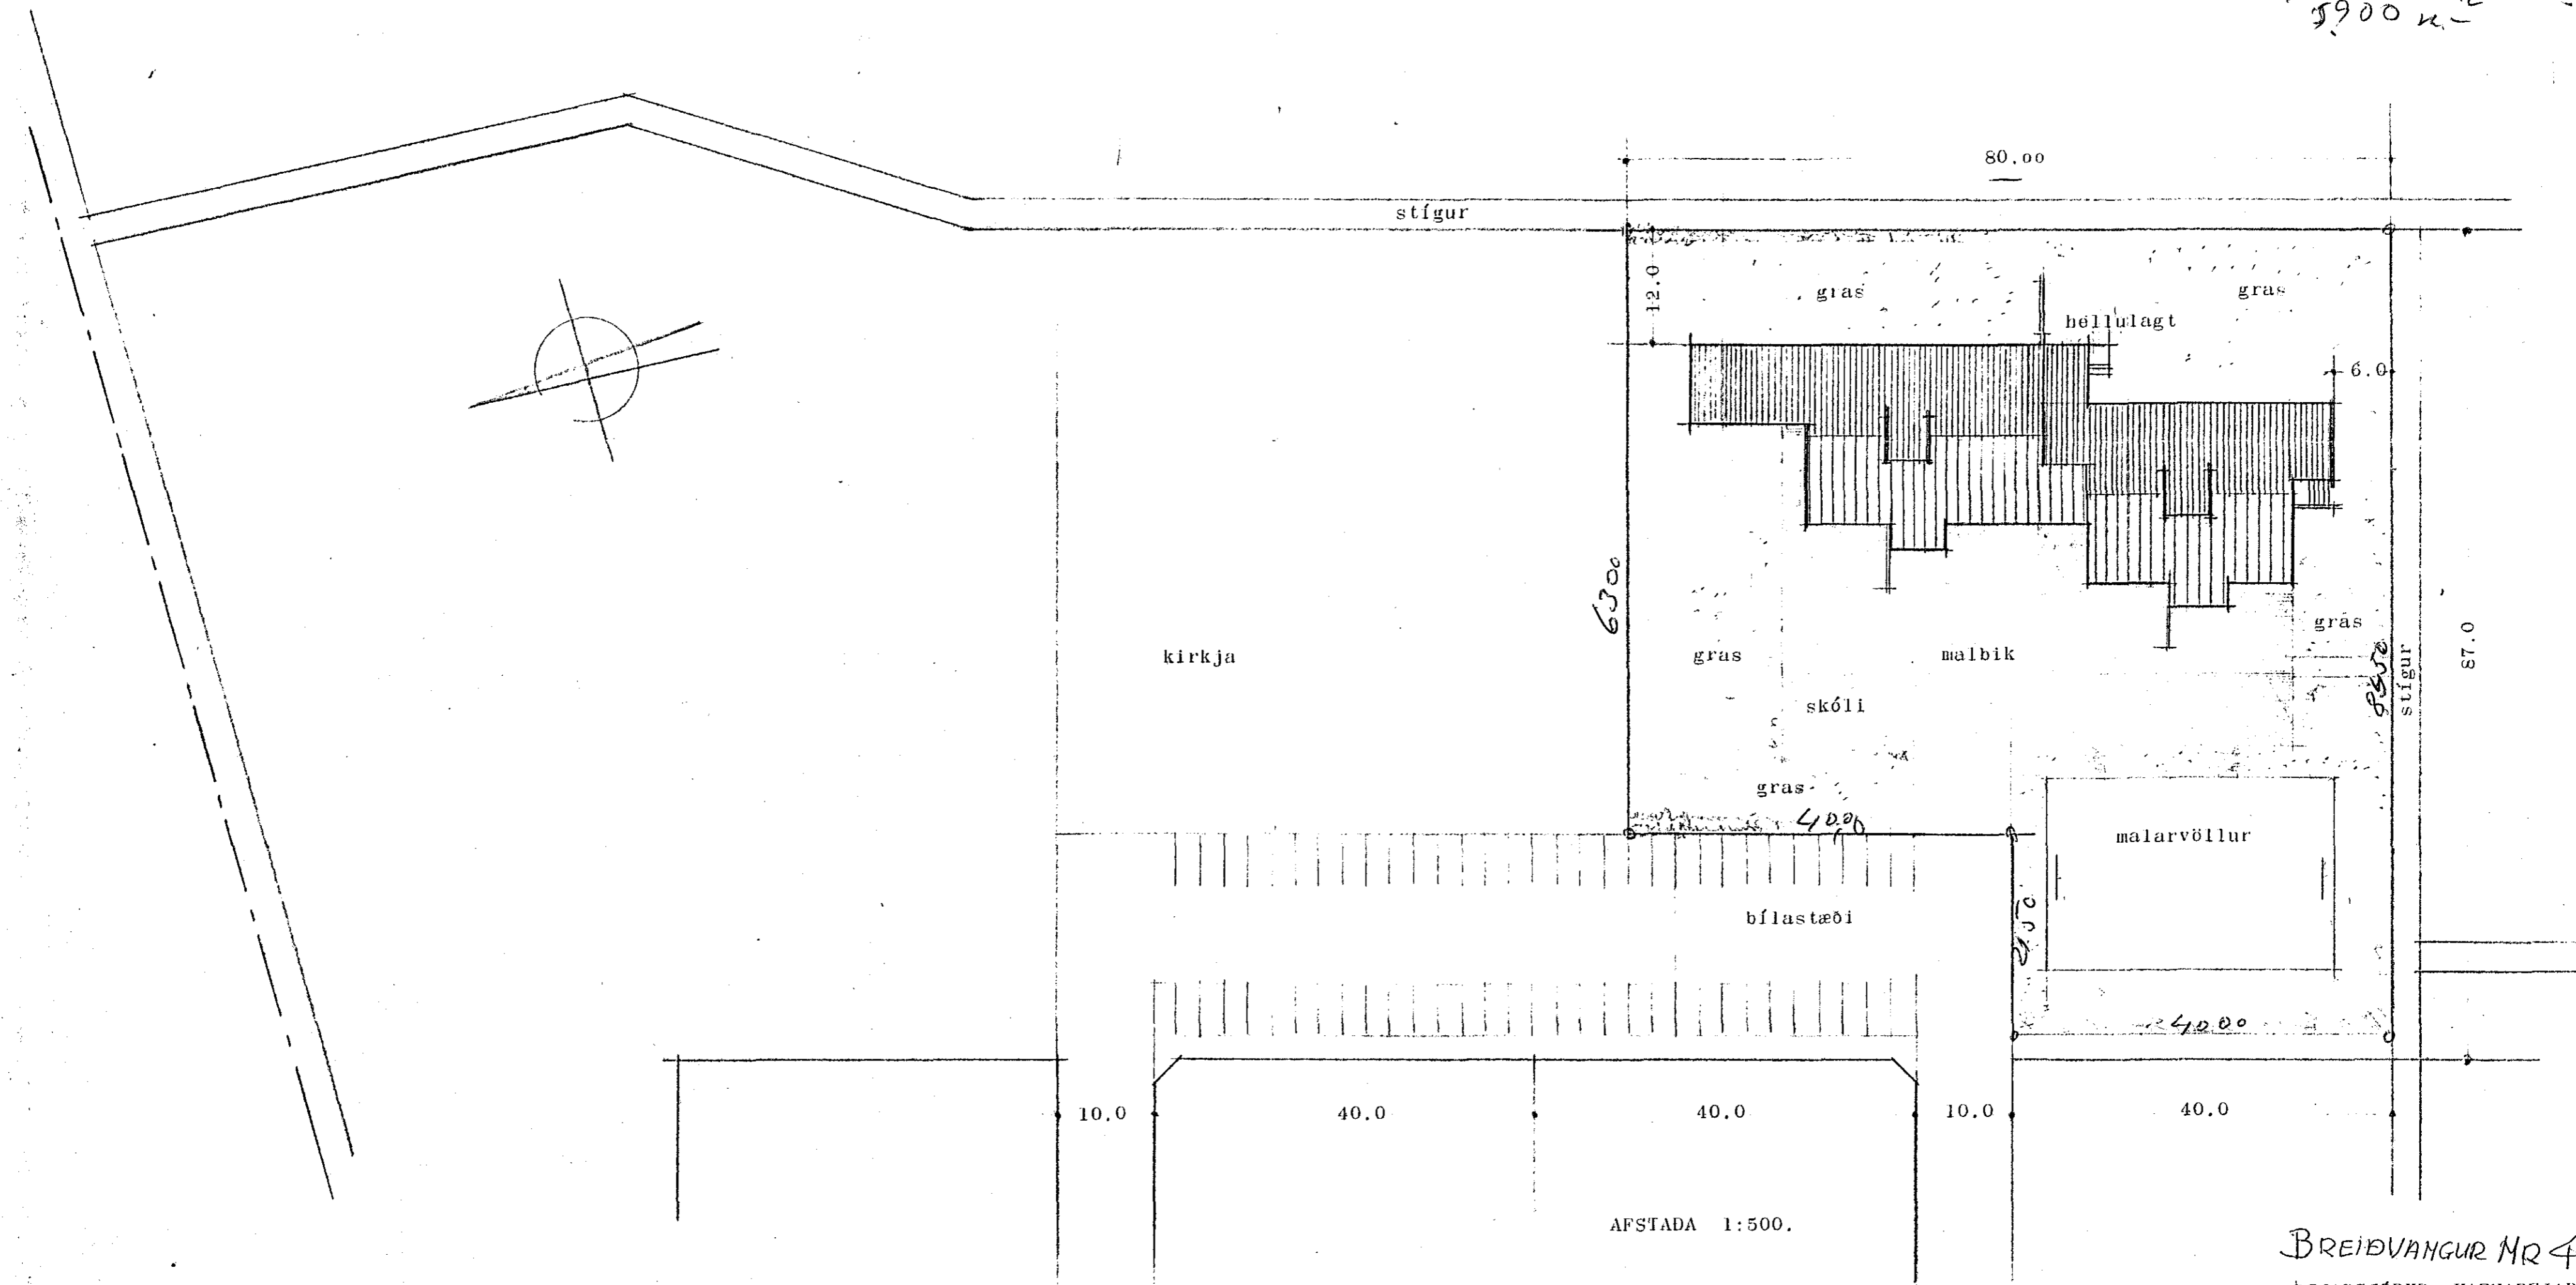 5900 m²
80.00
stígur
12.0
gras
gras
hellulagt
6.0
6300
kirkja
gras
malbik
gras
8450
stígur
87.0
skóli
gras
40.00
malarvöllur
bílastæði
2150
40.00
10.0
40.0
40.0
10.0
40.0
AFSTAÐA 1:500.
BREIÐVANGUR NR 4